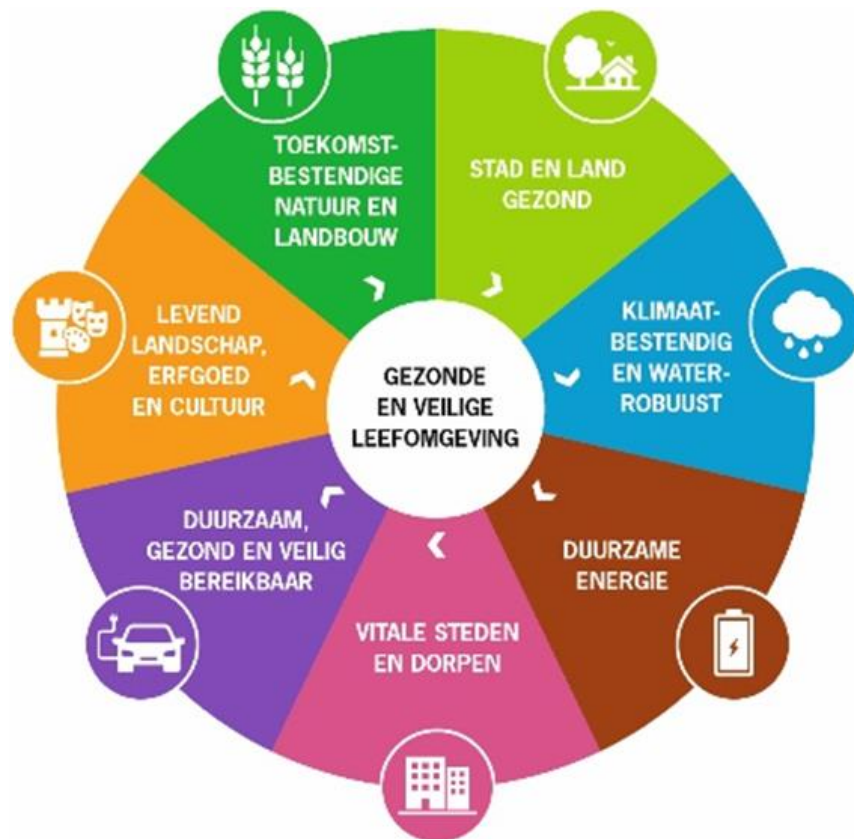 TOEKOMST-
BESTENDIGE
NATUUR EN
LANDBOUW
STAD EN LAND
GEZOND
KLIMAAT-
BESTENDIG
EN WATER-
ROBUUST
DUURZAME
ENERGIE
VITALE STEDEN
EN DORPEN
DUURZAAM,
GEZOND EN VEILIG
BEREIKBAAR
LEVEND
LANDSCHAP,
ERFGOED
EN CULTUUR
GEZONDE
EN VEILIGE
LEEFOMGEVING